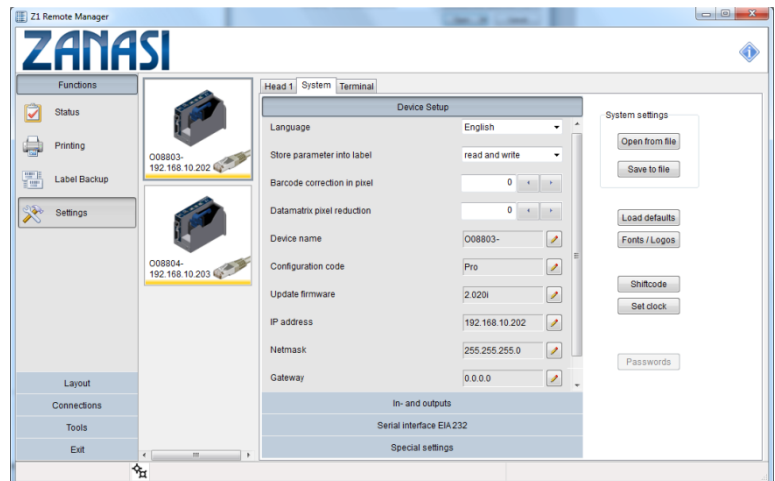 Z1 Remote Manager
ZANASI
Functions
Status
Printing
Label Backup
Settings
Layout
Connections
Tools
Exit
O08803-
192.168.10.202
O08804-
192.168.10.203
Head 1 System Terminal
Device Setup
Language English
Store parameter into label read and write
Barcode correction in pixel 0
Datamatrix pixel reduction 0
Device name O08803-
Configuration code Pro
Update firmware 2.020i
IP address 192.168.10.202
Netmask 255.255.255.0
Gateway 0.0.0.0
In- and outputs
Serial interface EIA232
Special settings
System settings
Open from file
Save to file
Load defaults
Fonts / Logos
Shiftcode
Set clock
Passwords